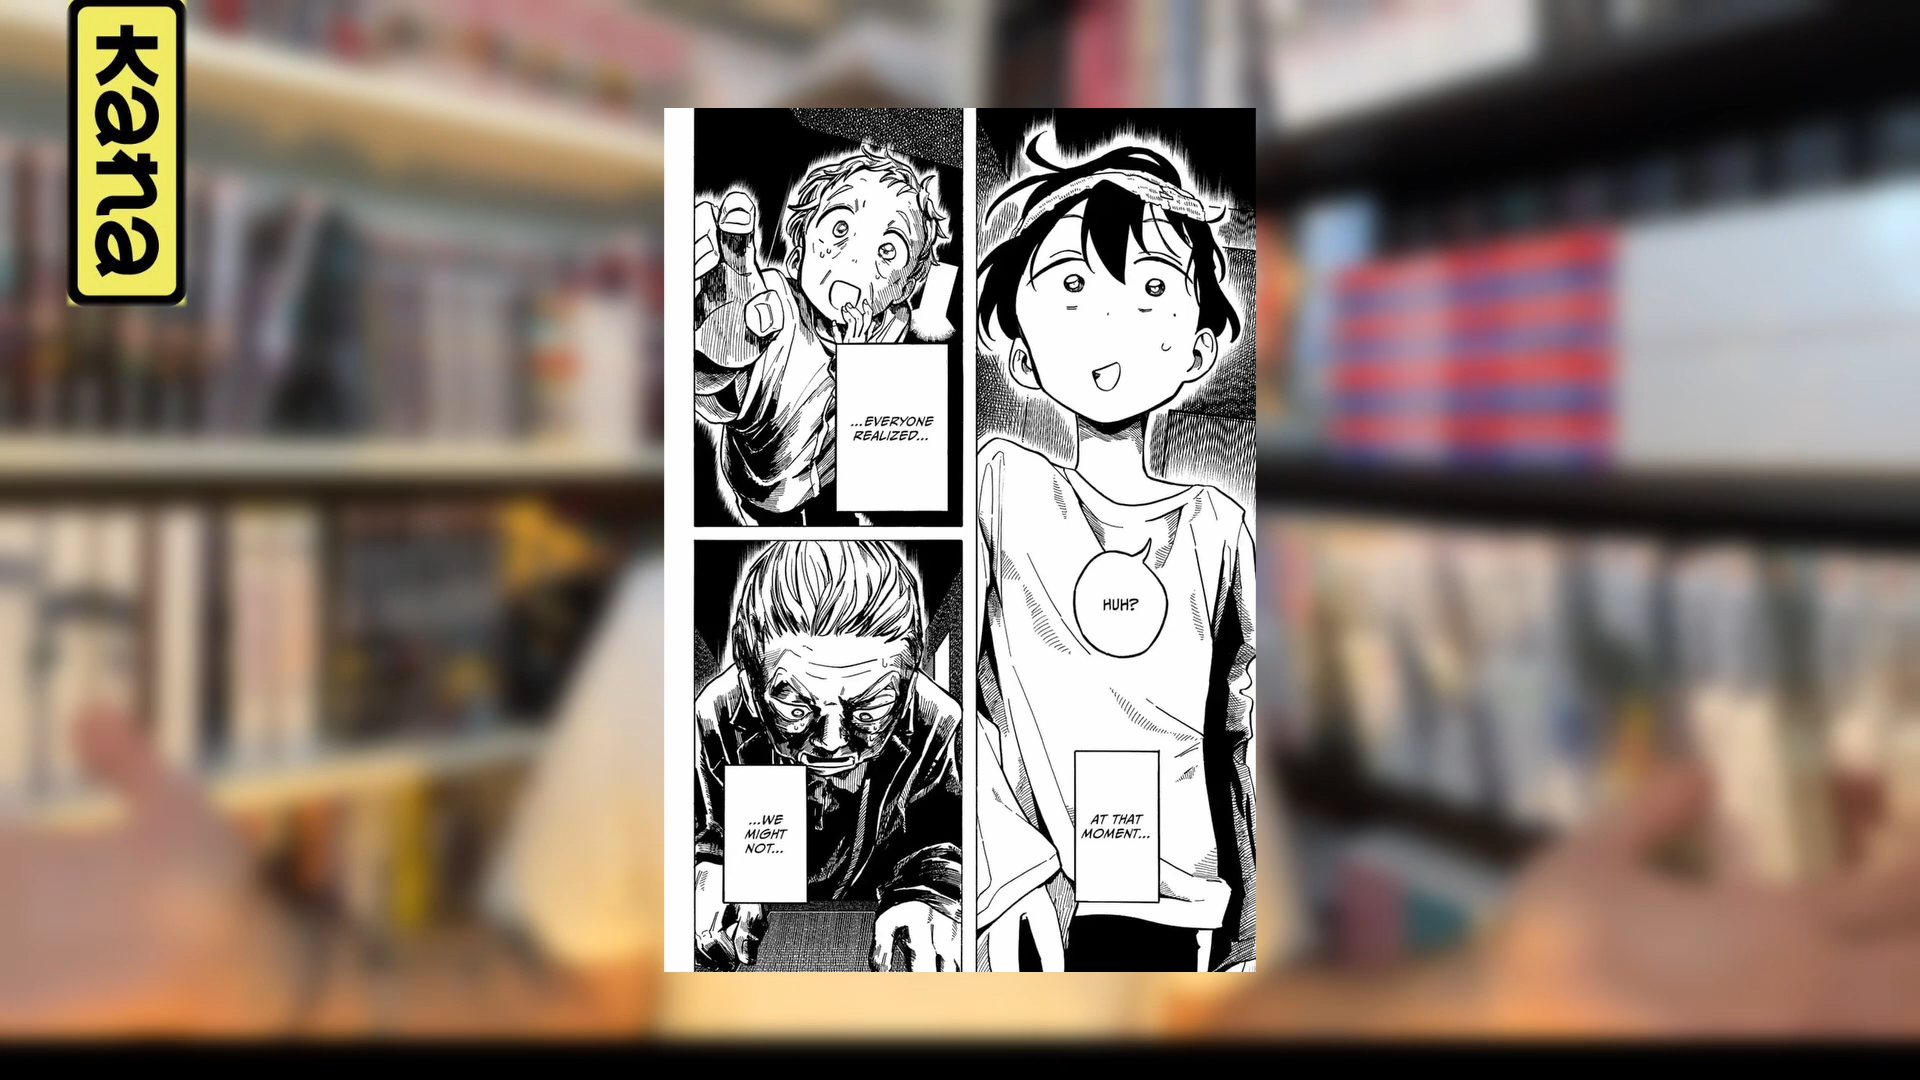 kana
HUH?
AT THAT
MOMENT...
...EVERYONE
REALIZED...
...WE
MIGHT
NOT...